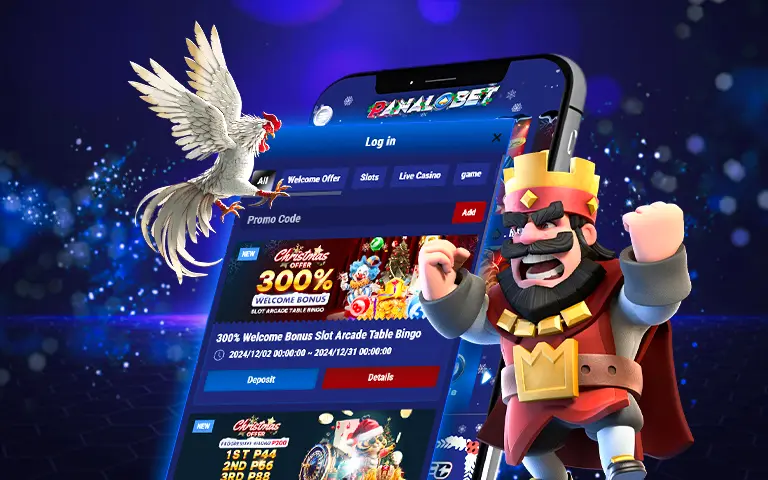 PANALOBET
Log in
All
Welcome Offer
Slots
Live Casino
game
Promo Code
Add
NEW
Christmas
OFFER
300%
WELCOME BONUS
SLOT ARCADE TABLE BINGO
300% Welcome Bonus Slot Arcade Table Bingo
2024/12/02 00:00:00 ~ 2024/12/31 00:00:00
Deposit
Details
NEW
Christmas
OFFER
1ST P44
2ND P66
3RD P88